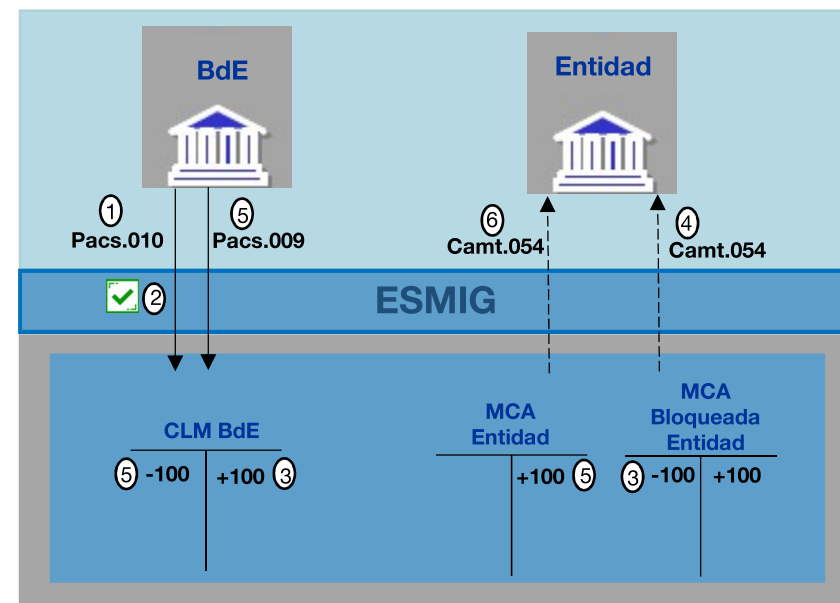 BdE
Entidad
1
Pacs.010
5
Pacs.009
6
Camt.054
4
Camt.054
2
ESMIG
CLM BdE
5 -100
+100 3
MCA
Entidad
+100 5
MCA
Bloqueada
Entidad
3 -100
+100